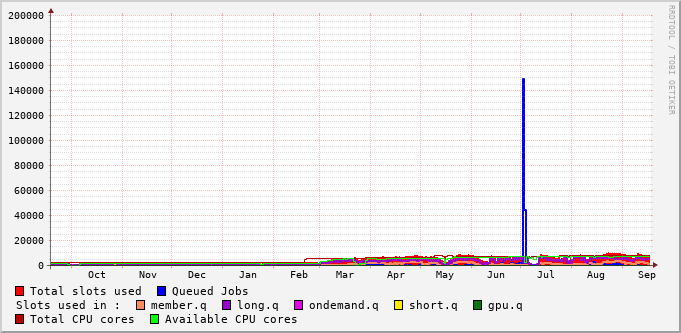 200000
180000
160000
140000
120000
100000
80000
60000
40000
20000
0
Oct Nov Dec Jan Feb Mar Apr May Jun Jul Aug Sep
Total slots used Queued Jobs
Slots used in : member.q long.q ondemand.q short.q gpu.q
Total CPU cores Available CPU cores
RRDTOOL / TOBI OETIKER